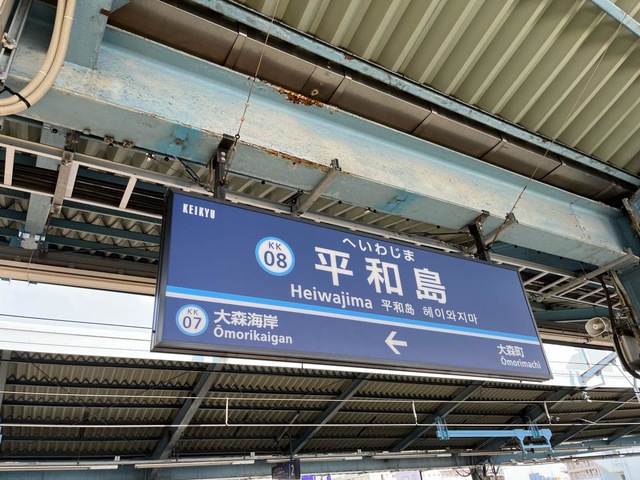 KEIKYU
KK
08
へいわじま
平和島
Heiwajima 平和島 헤이와지마
KK
07
大森海岸
Ōmorikaigan
←
大森町
Ōmorimachi